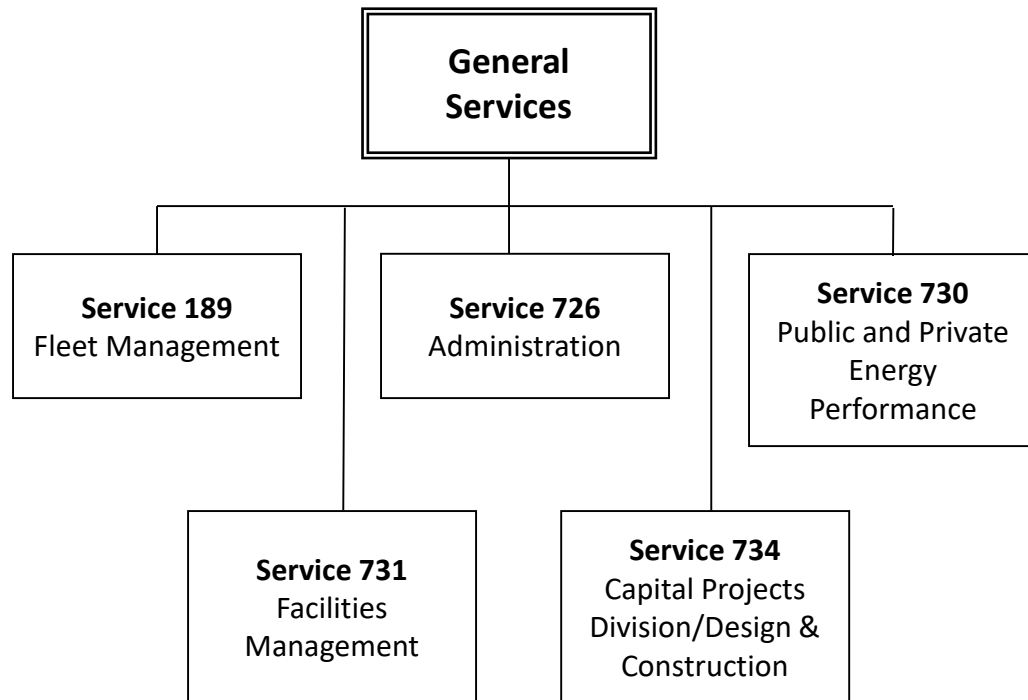 General
Services
Service 189
Fleet Management
Service 726
Administration
Service 730
Public and Private
Energy
Performance
Service 731
Facilities
Management
Service 734
Capital Projects
Division/Design &
Construction